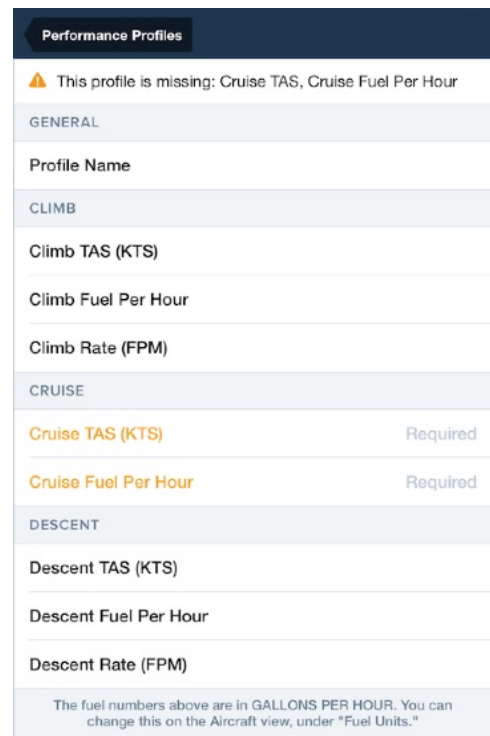 Performance Profiles
This profile is missing: Cruise TAS, Cruise Fuel Per Hour
GENERAL
Profile Name
CLIMB
Climb TAS (KTS)
Climb Fuel Per Hour
Climb Rate (FPM)
CRUISE
Cruise TAS (KTS) Required
Cruise Fuel Per Hour Required
DESCENT
Descent TAS (KTS)
Descent Fuel Per Hour
Descent Rate (FPM)
The fuel numbers above are in GALLONS PER HOUR. You can
change this on the Aircraft view, under "Fuel Units."